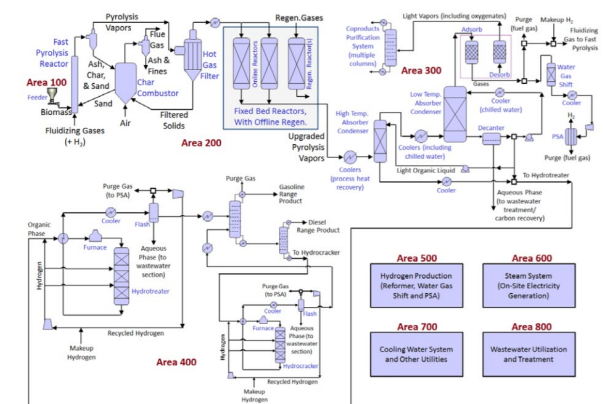 Pyrolysis
Vapors
Flue
Gas
Fast
Pyrolysis
Reactor
Ash,
Char,
& Sand
Ash &
Fines
Hot
Gas
Filter
Area 100
Char
Combustor
Feeder
Sand
Biomass
Air
Filtered
Solids
Fluidizing Gases
(+ H2)
Area 200
Regen.Gases
Online Reactors
Regen. Reactor(s)
Fixed Bed Reactors,
With Offline Regen.
Upgraded
Pyrolysis
Vapors
Light Vapors (including oxygenates)
Coproducts
Purification
System
(multiple
columns)
Area 300
Adsorb
Desorb
Gases
Purge
(fuel gas)
Makeup H2
Fluidizing
Gas to Fast
Pyrolysis
Water
Gas
Shift
Cooler
H2
PSA
Purge (fuel gas)
Low Temp.
Absorber
Condenser
Cooler
(chilled water)
High Temp.
Absorber
Condenser
Decanter
Coolers (including
chilled water)
Light Organic Liquid
Coolers
(process heat
recovery)
Cooler
To Hydrotreater
Aqueous Phase
(to wastewater
treatment/
carbon recovery)
Purge Gas
(to PSA)
Cooler
Flash
Organic
Phase
Furnace
Aqueous
Phase (to
wastewater
section)
Hydrogen
Hydrotreater
Recycled Hydrogen
Makeup
Hydrogen
Area 400
Purge Gas
Gasoline
Range
Product
Diesel
Range Product
To Hydrocracker
Purge Gas
(to PSA)
Cooler
Flash
Furnace
Aqueous
Phase (to
wastewater
section)
Hydrogen
Hydrocracker
Recycled Hydrogen
Makeup
Hydrogen
Area 500
Hydrogen Production
(Reformer, Water Gas
Shift and PSA)
Area 600
Steam System
(On-Site Electricity
Generation)
Area 700
Cooling Water System
and Other Utilities
Area 800
Wastewater Utilization
and Treatment